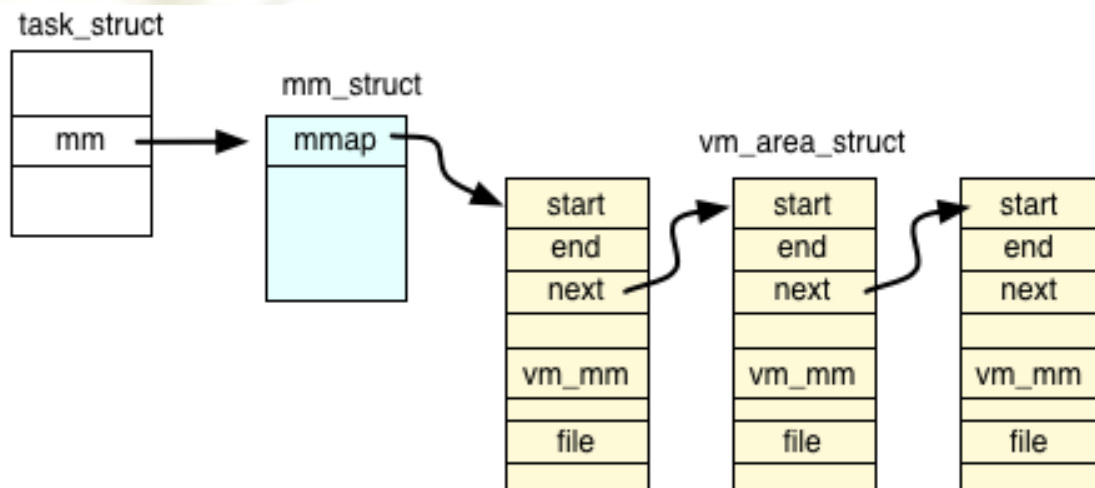 task_struct
mm
mm_struct
mmap
vm_area_struct
start
end
next
vm_mm
file
start
end
next
vm_mm
file
start
end
next
vm_mm
file